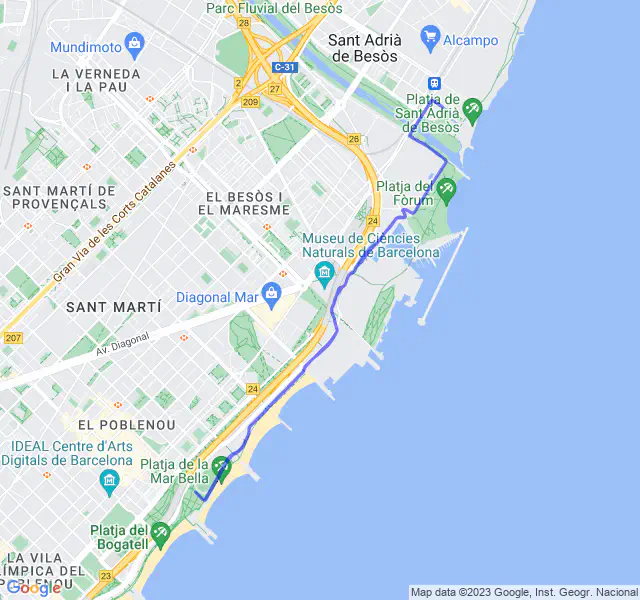 Parc Fluvial del Besòs
28
Mundimoto
Sant Adrià
de Besòs
Alcampo
C-31
LA VERNEDA
I LA PAU
2
27
209
Platja de
Sant Adrià
de Besòs
26
Gran Via de les Corts Catalanes
SANT MARTÍ DE
PROVENÇALS
EL BESÒS I
EL MARESME
Platja del
Fòrum
24
Museu de Ciències
Naturals de Barcelona
Diagonal Mar
SANT MARTÍ
207
Av. Diagonal
24
EL POBLENOU
IDEAL Centre d'Arts
Digitals de Barcelona
Platja de la
Mar Bella
Platja del
Bogatell
LA VILA
OLÍMPICA DEL
POBLENOU
23
Google
Map data ©2023 Google, Inst. Geogr. Nacional